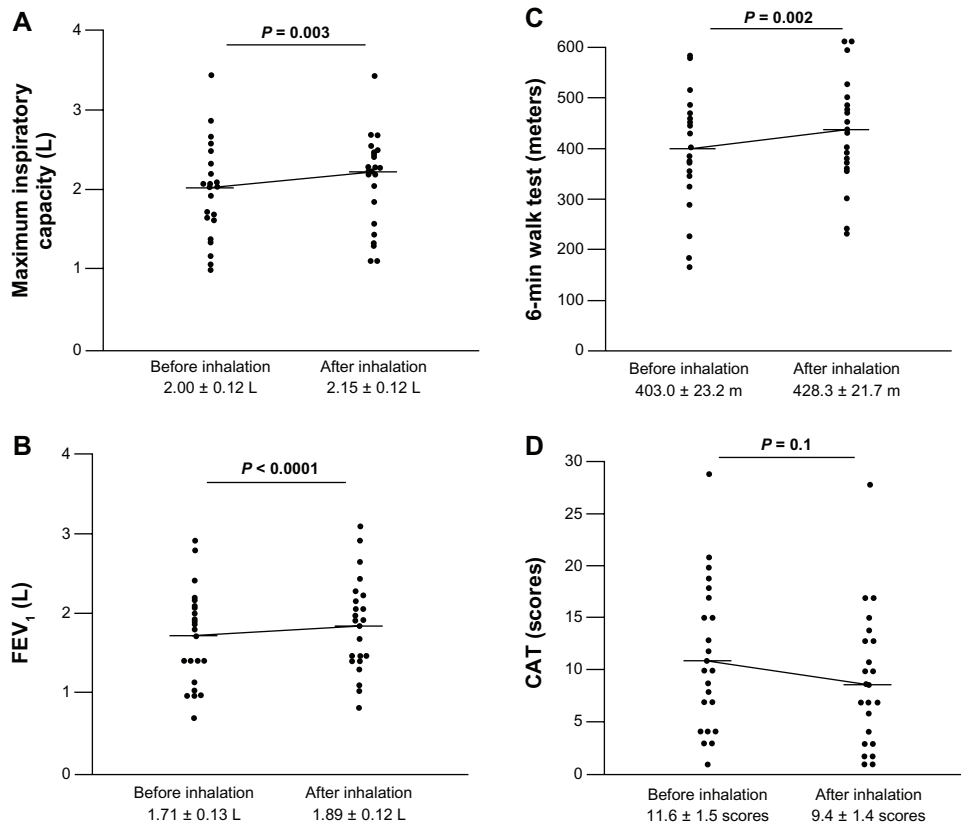 A
P = 0.003
Maximum inspiratory
capacity (L)
4
3
2
1
0
Before inhalation
2.00 ± 0.12 L
After inhalation
2.15 ± 0.12 L
C
P = 0.002
6-min walk test (meters)
600
500
400
300
200
100
0
Before inhalation
403.0 ± 23.2 m
After inhalation
428.3 ± 21.7 m
B
P < 0.0001
FEV₁ (L)
4
3
2
1
0
Before inhalation
1.71 ± 0.13 L
After inhalation
1.89 ± 0.12 L
D
P = 0.1
CAT (scores)
30
25
20
15
10
5
0
Before inhalation
11.6 ± 1.5 scores
After inhalation
9.4 ± 1.4 scores